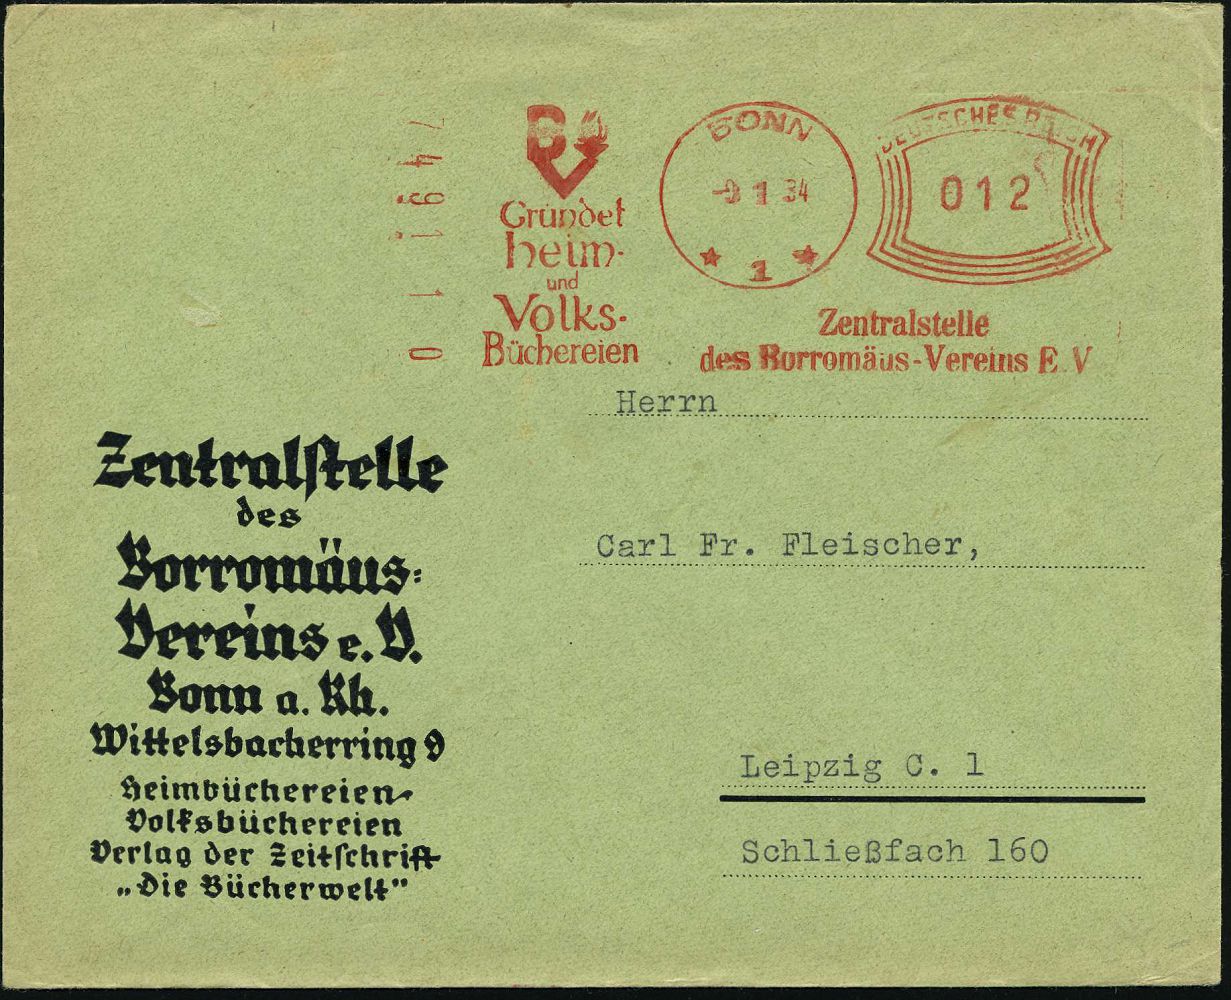 749110
BV
Gründet
Heim-
und
Volks-
Büchereien
BONN
-9 1 34
1
DEUTSCHES REICH
012
Zentralstelle
des Borromäus-Vereins E.V
Herrn
Carl Fr. Fleischer,
Leipzig C. 1
Schließfach 160
Zentralſtelle
des
Borromäus-
Vereins e.V.
Bonn a. Rh.
Wittelsbacherring 9
Heimbüchereien-
Volksbüchereien
Verlag der Zeitſchrift
„Die Bücherwelt"